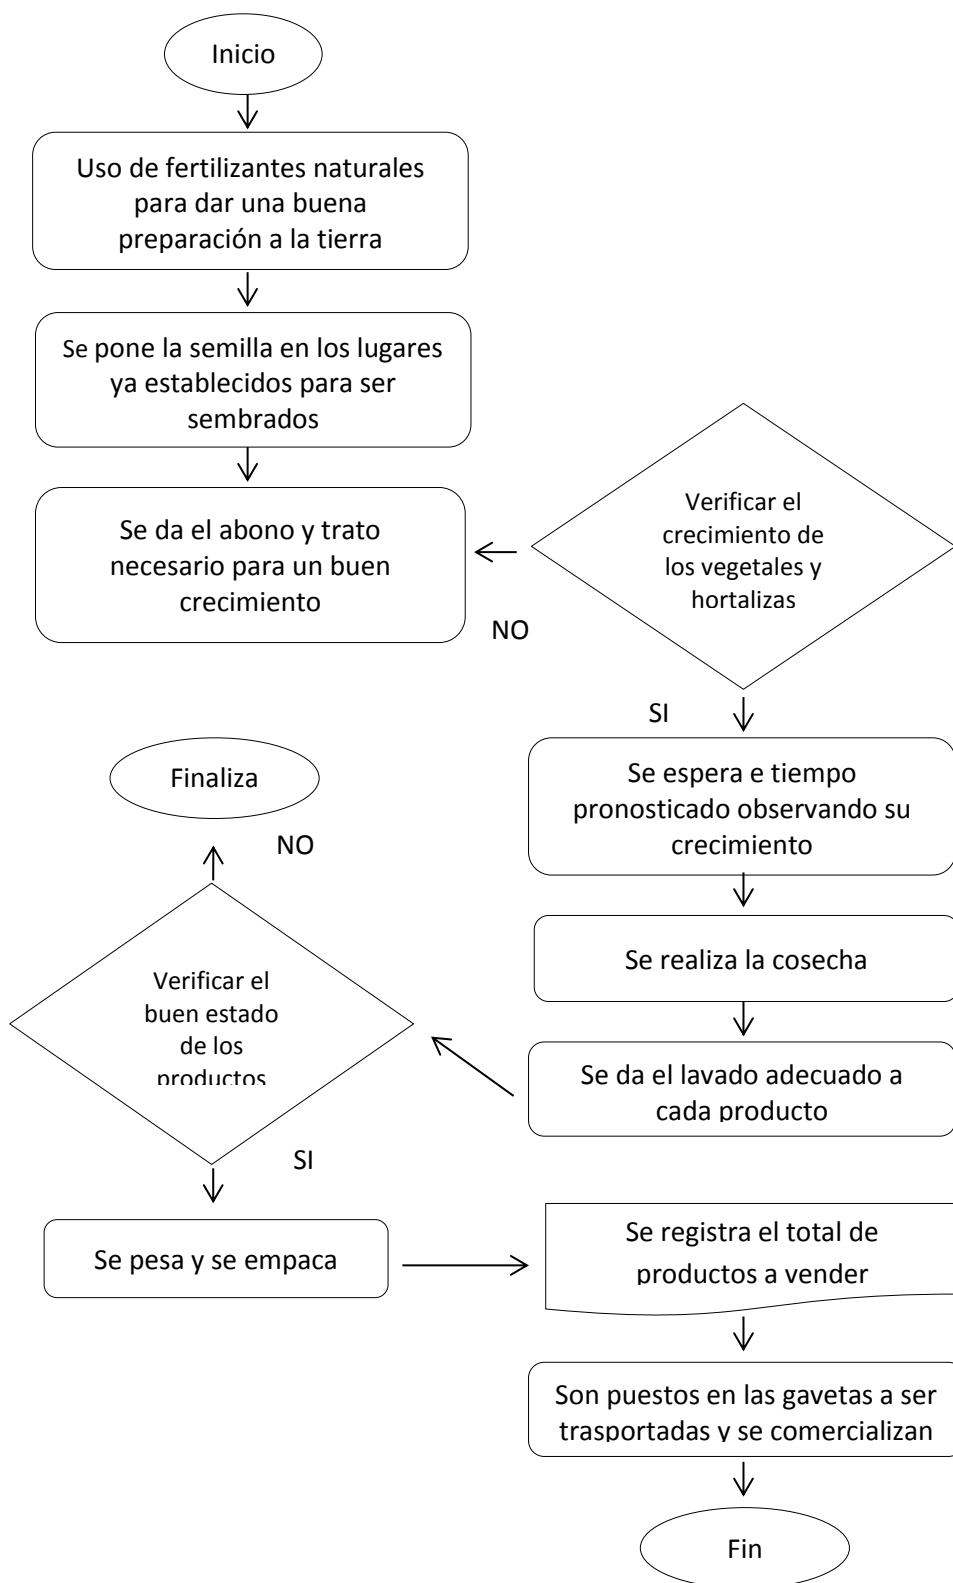 Inicio
Uso de fertilizantes naturales
para dar una buena
preparación a la tierra
Se pone la semilla en los lugares
ya establecidos para ser
sembrados
Se da el abono y trato
necesario para un buen
crecimiento
Verificar el
crecimiento de
los vegetales y
hortalizas
NO
SI
Se espera e tiempo
pronosticado observando su
crecimiento
Se realiza la cosecha
Se da el lavado adecuado a
cada producto
Finaliza
NO
Verificar el
buen estado
de los
productos
SI
Se pesa y se empaca
Se registra el total de
productos a vender
Son puestos en las gavetas a ser
trasportadas y se comercializan
Fin